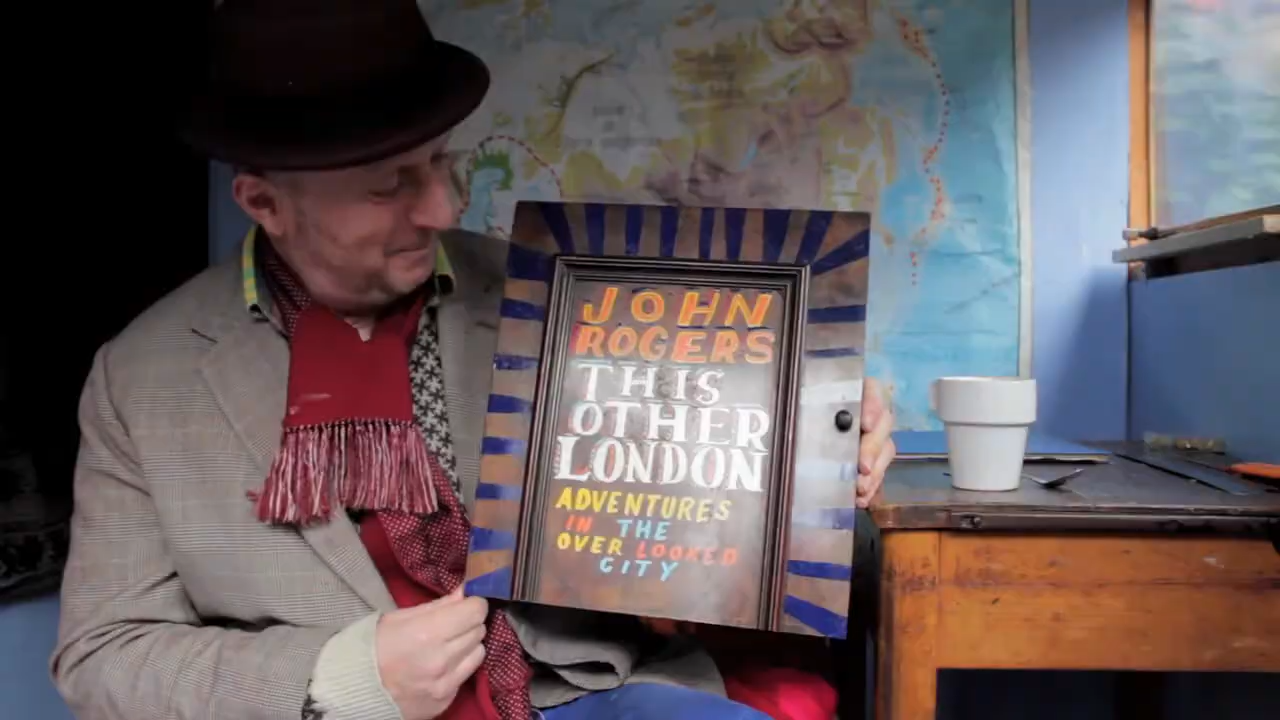 JOHN
ROGERS
THIS
OTHER
LONDON
ADVENTURES
IN THE
OVER LOOKED
CITY